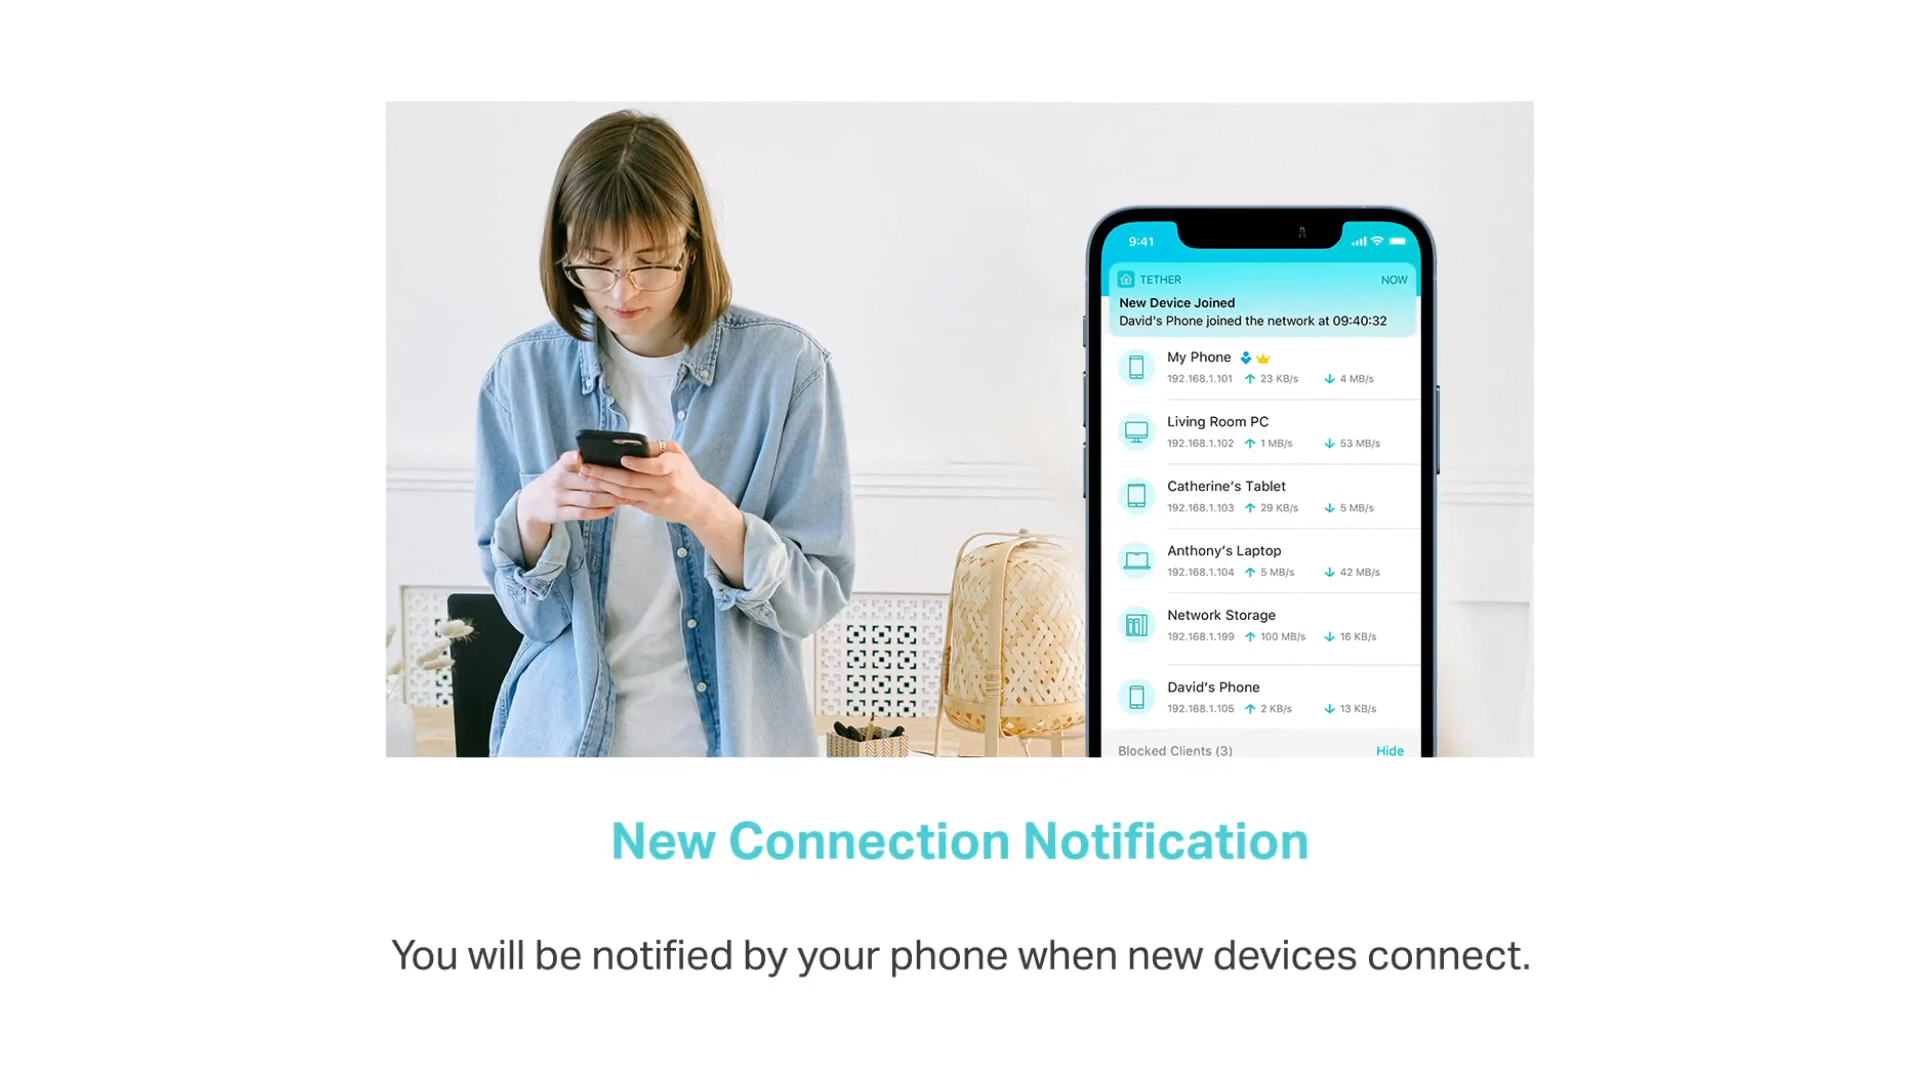 9:41
TETHER NOW
New Device Joined
David's Phone joined the network at 09:40:32
My Phone
192.168.1.101 23 KB/s 4 MB/s
Living Room PC
192.168.1.102 1 MB/s 53 MB/s
Catherine's Tablet
192.168.1.103 29 KB/s 5 MB/s
Anthony's Laptop
192.168.1.104 5 MB/s 42 MB/s
Network Storage
192.168.1.199 100 MB/s 16 KB/s
David's Phone
192.168.1.105 2 KB/s 13 KB/s
Blocked Clients (3) Hide
New Connection Notification
You will be notified by your phone when new devices connect.